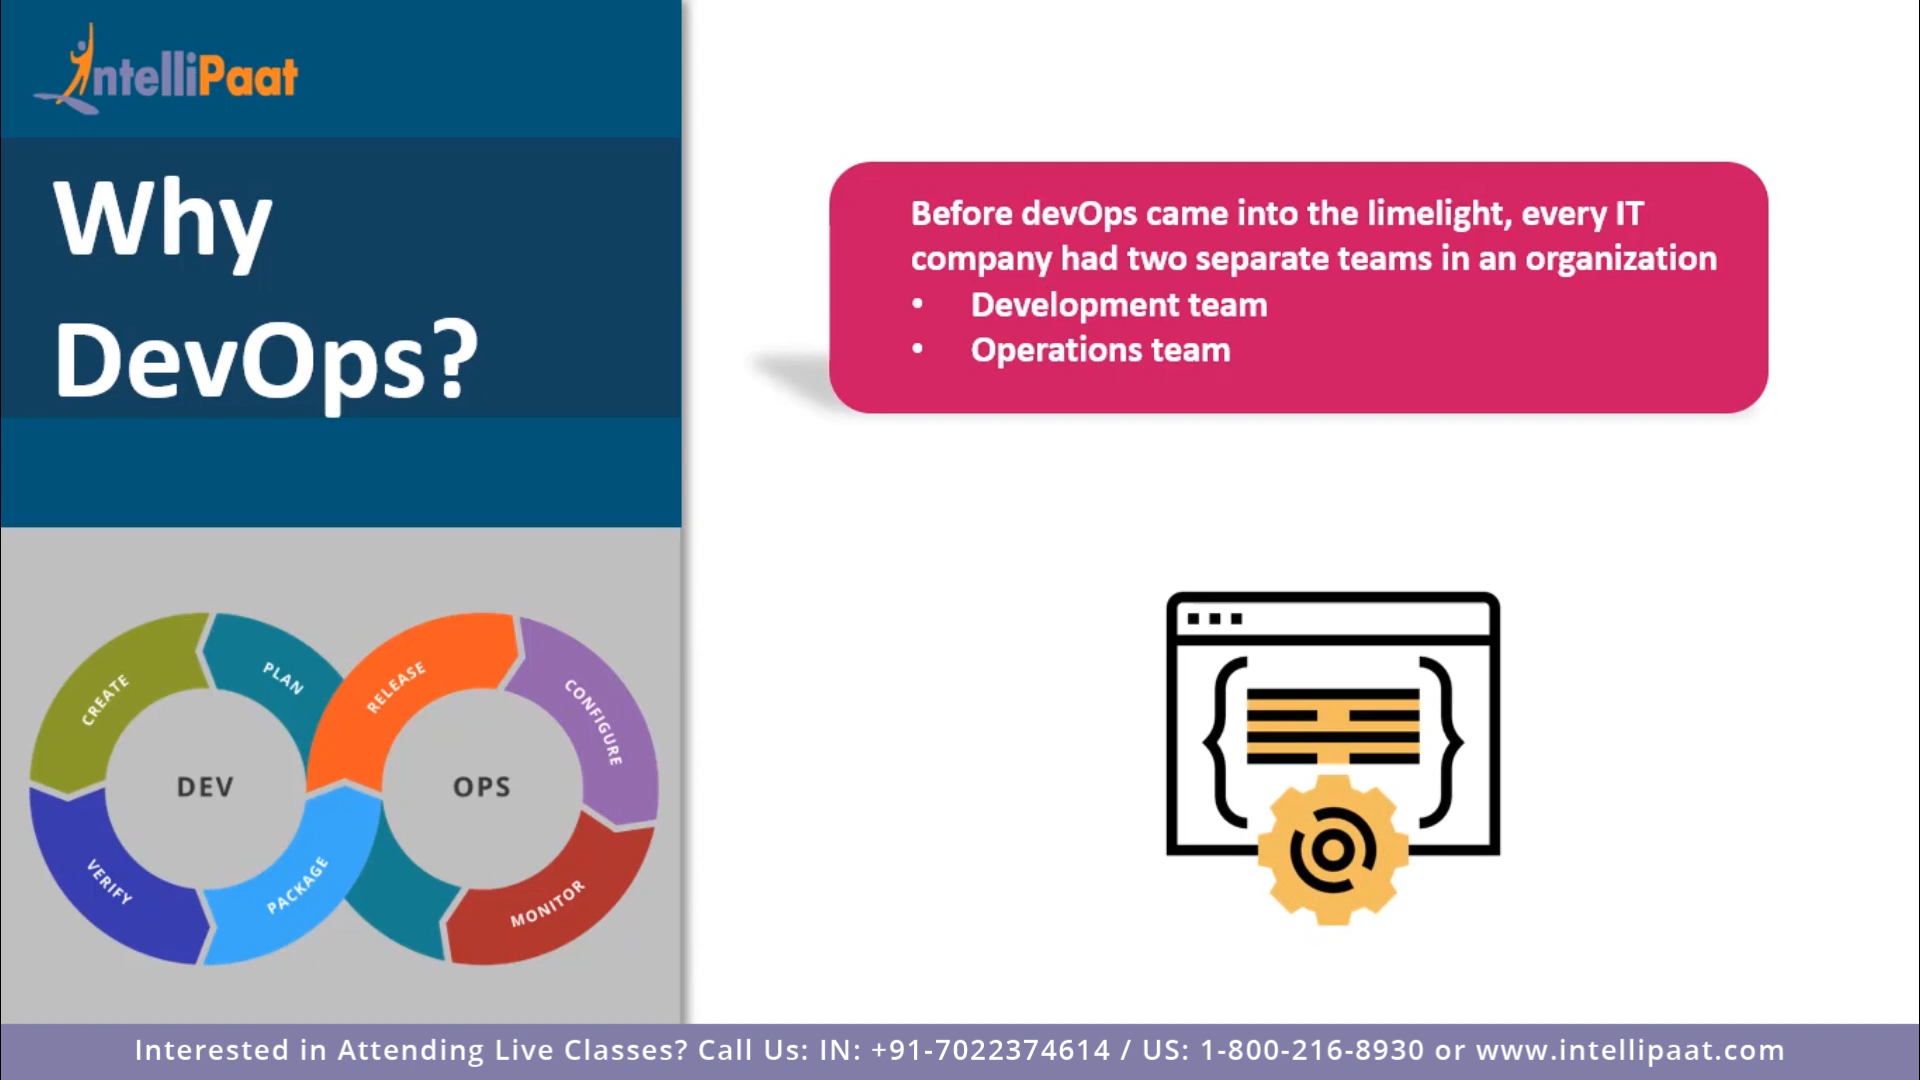 IntelliPaat
Why
DevOps?
Before devOps came into the limelight, every IT
company had two separate teams in an organization
• Development team
• Operations team
CREATE
PLAN
RELEASE
CONFIGURE
DEV
OPS
VERIFY
PACKAGE
MONITOR
Interested in Attending Live Classes? Call Us: IN: +91-7022374614 / US: 1-800-216-8930 or www.intellipaat.com